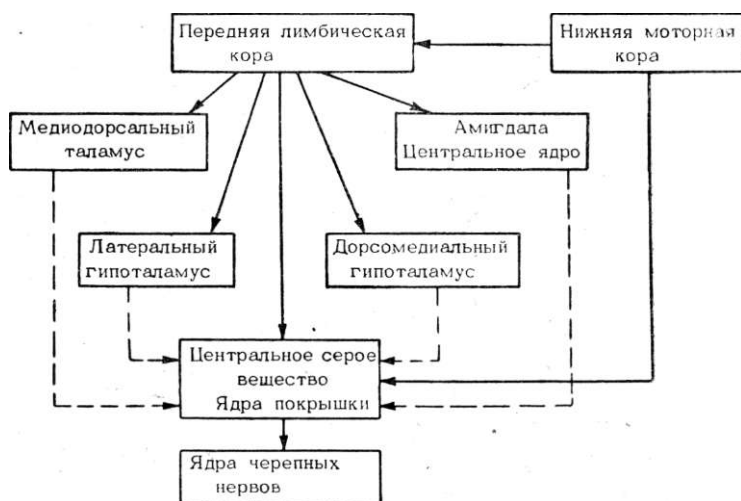 Передняя лимбическая
кора
Нижняя моторная
кора
Медиодорсальный
таламус
Амигдала
Центральное ядро
Латеральный
гипоталамус
Дорсомедиальный
гипоталамус
Центральное серое
вещество
Ядра покрышки
Ядра черепных
нервов